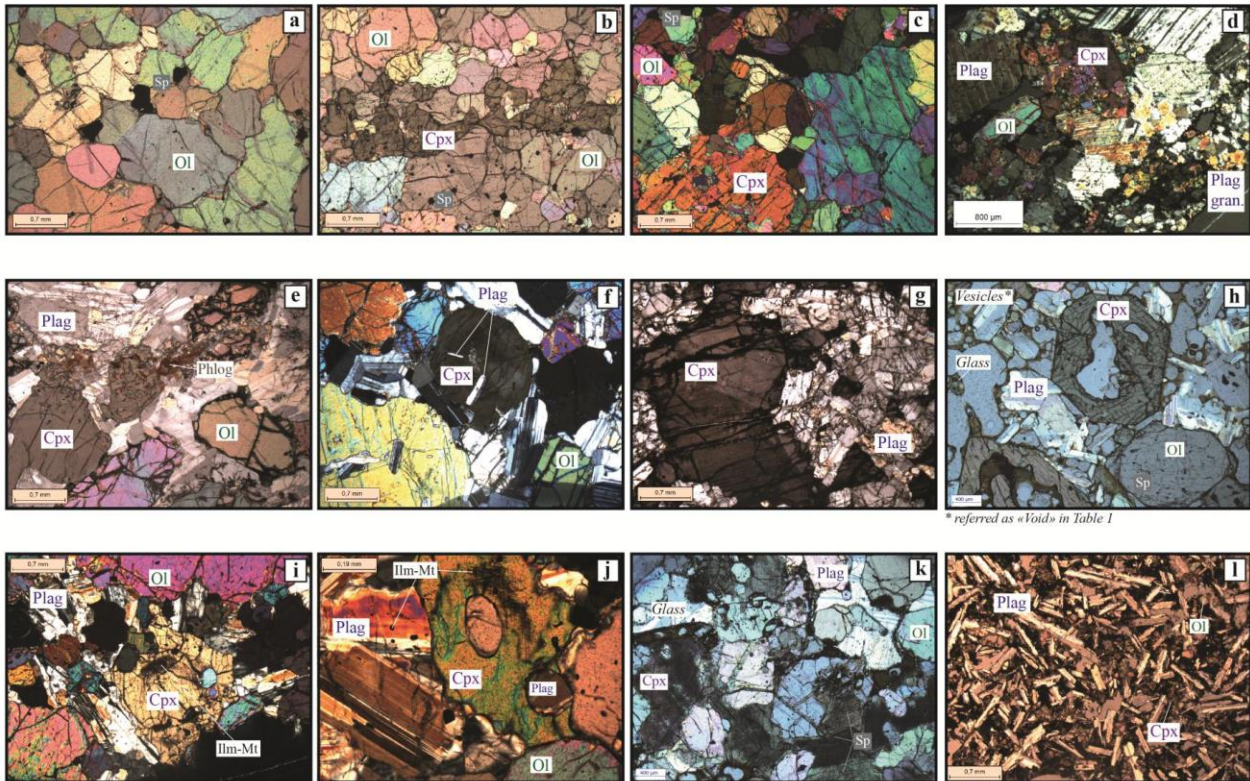 a
Sp
Ol
0,7 mm
b
Ol
Cpx
Ol
Sp
0,7 mm
c
Sp
Ol
Cpx
0,7 mm
d
Plag
Cpx
Ol
Plag
gran.
800 µm
e
Plag
Phlog
Cpx
Ol
0,7 mm
f
Plag
Cpx
Ol
0,7 mm
g
Cpx
Plag
0,7 mm
h
Vesicles*
Cpx
Glass
Plag
Ol
Sp
400 µm
* referred as «Void» in Table 1
i
0,7 mm
Ol
Plag
Cpx
Ilm-Mt
j
0,19 mm
Ilm-Mt
Plag
Cpx
Plag
Ol
k
Plag
Glass
Ol
Cpx
Sp
400 µm
l
Plag
Ol
Cpx
0,7 mm